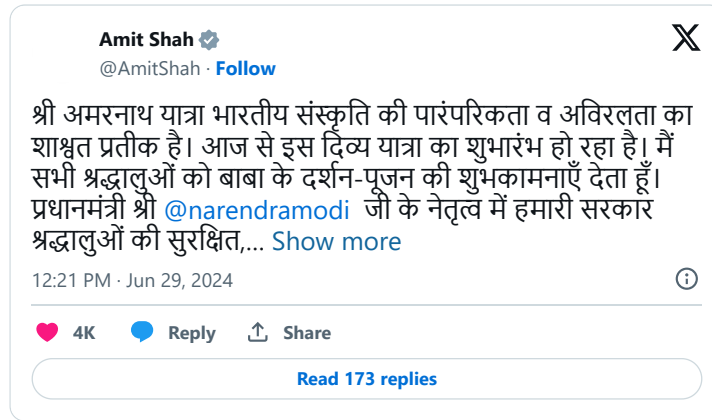 Amit Shah
@AmitShah · Follow
श्री अमरनाथ यात्रा भारतीय संस्कृति की पारंपरिकता व अविरलता का
शाश्वत प्रतीक है। आज से इस दिव्य यात्रा का शुभारंभ हो रहा है। मैं
सभी श्रद्धालुओं को बाबा के दर्शन-पूजन की शुभकामनाएँ देता हूँ।
प्रधानमंत्री श्री @narendramodi जी के नेतृत्व में हमारी सरकार
श्रद्धालुओं की सुरक्षित,... Show more
12:21 PM · Jun 29, 2024
4K Reply Share
Read 173 replies